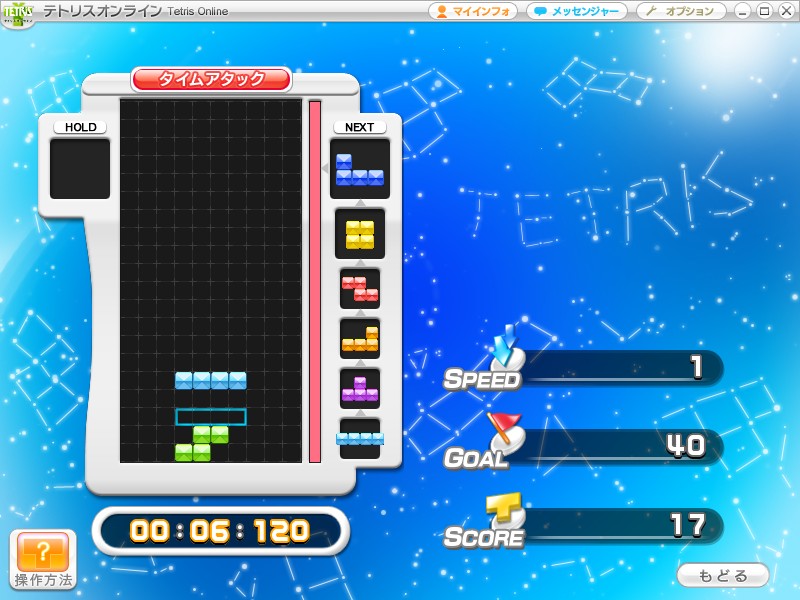 TETRIS
テトリスオンライン Tetris Online
マイインフォ
メッセンジャー
オプション
タイムアタック
HOLD
NEXT
TETRIS
SPEED 1
GOAL 40
SCORE 17
00:06:120
?
操作方法
もどる